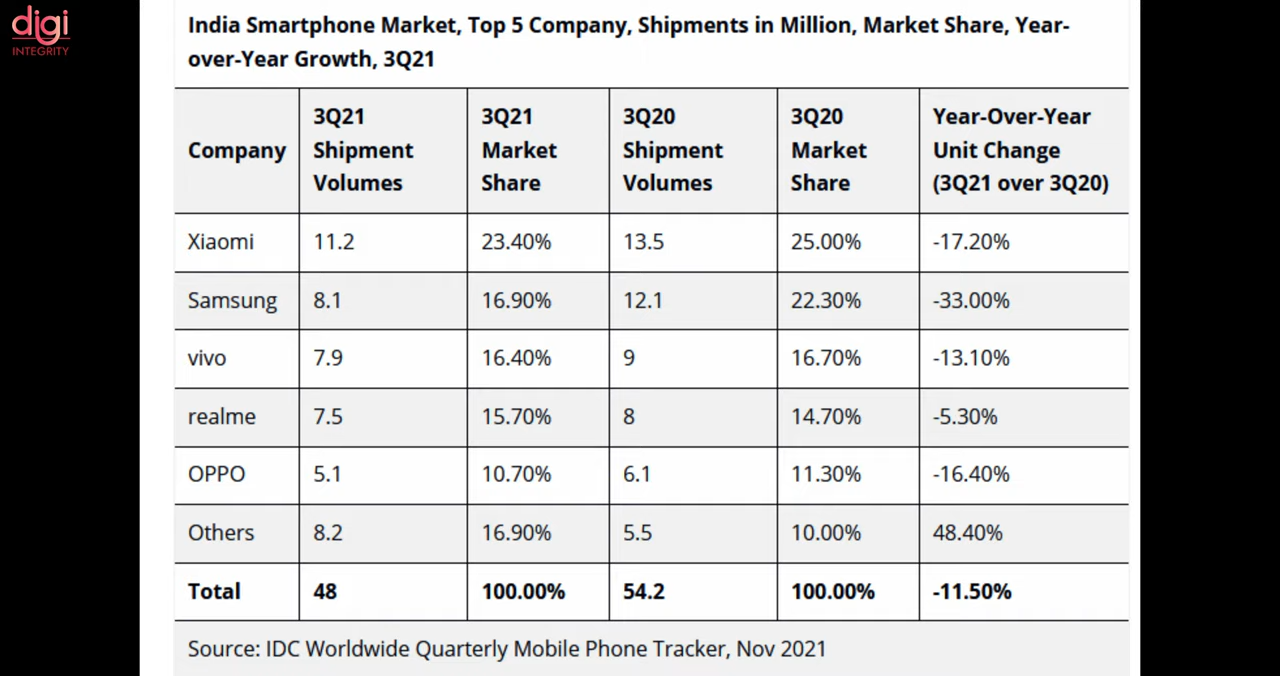 digi
INTEGRITY
India Smartphone Market, Top 5 Company, Shipments in Million, Market Share, Year-
over-Year Growth, 3Q21
Company 3Q21 Shipment Volumes 3Q21 Market Share 3Q20 Shipment Volumes 3Q20 Market Share Year-Over-Year Unit Change (3Q21 over 3Q20)
Xiaomi 11.2 23.40% 13.5 25.00% -17.20%
Samsung 8.1 16.90% 12.1 22.30% -33.00%
vivo 7.9 16.40% 9 16.70% -13.10%
realme 7.5 15.70% 8 14.70% -5.30%
OPPO 5.1 10.70% 6.1 11.30% -16.40%
Others 8.2 16.90% 5.5 10.00% 48.40%
Total 48 100.00% 54.2 100.00% -11.50%
Source: IDC Worldwide Quarterly Mobile Phone Tracker, Nov 2021